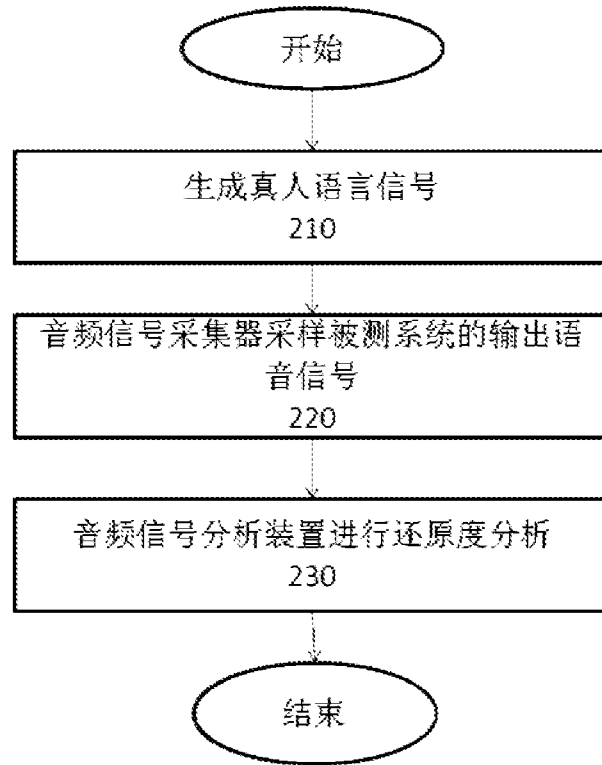 开始
生成真人语言信号
210
音频信号采集器采样被测系统的输出语
音信号
220
音频信号分析装置进行还原度分析
230
结束